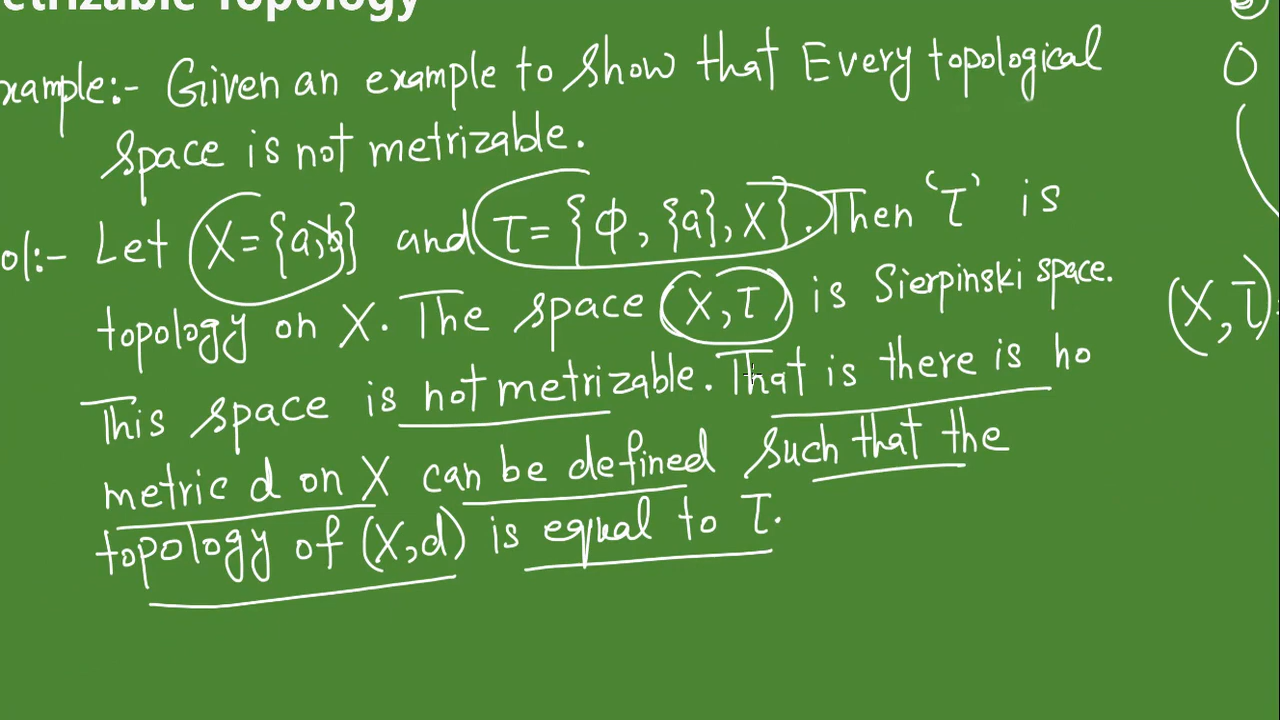 etrizable Topology
xample:- Given an example to show that Every topological
space is not metrizable.
ol:- Let X={a,b} and τ={φ,{a},X}. Then 'τ' is
topology on X. The space (X,τ) is Sierpinski space.
This space is not metrizable. That is there is no
metric d on X can be defined such that the
topology of (X,d) is equal to τ.
(X,τ)